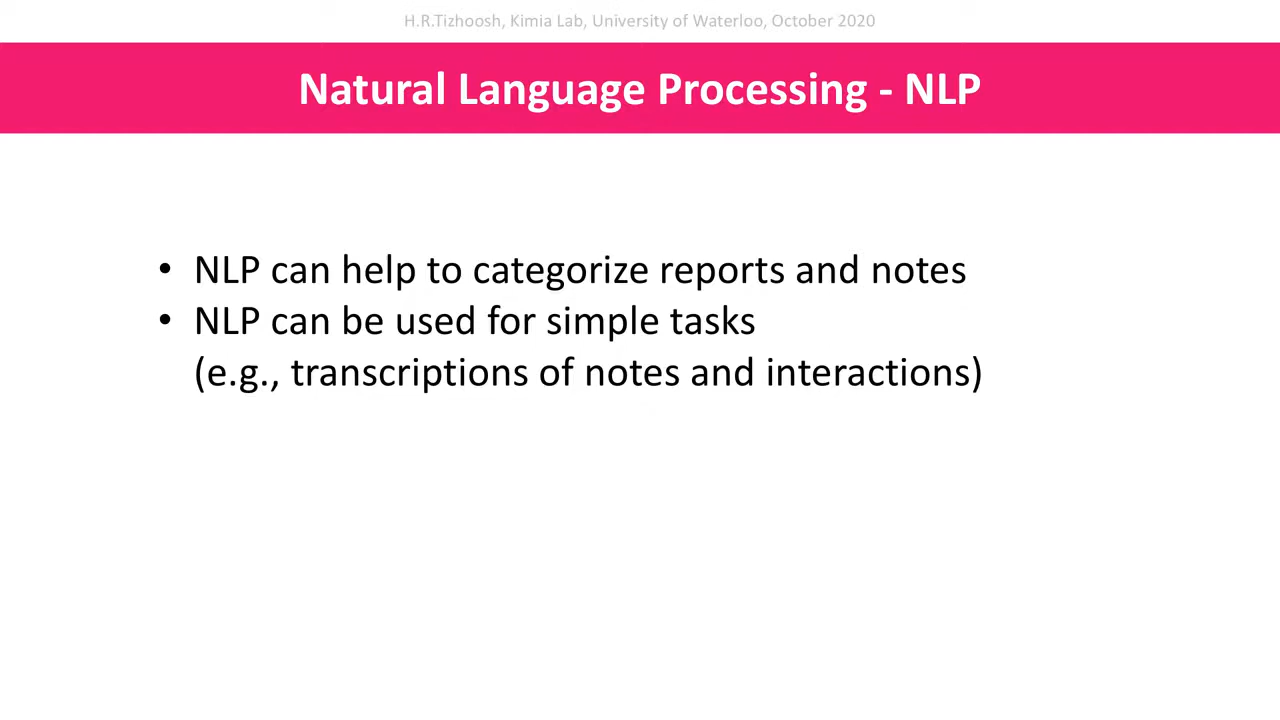 H.R.Tizhoosh, Kimia Lab, University of Waterloo, October 2020
Natural Language Processing - NLP
• NLP can help to categorize reports and notes
• NLP can be used for simple tasks
(e.g., transcriptions of notes and interactions)